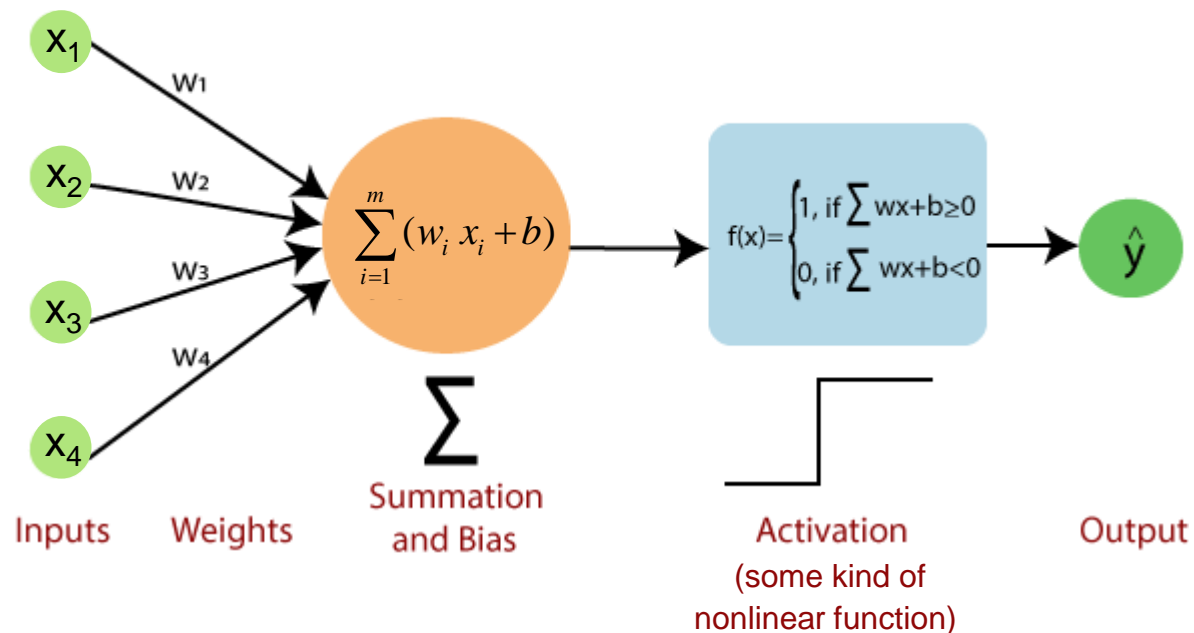 x₁
x₂
x₃
x₄
w1
w2
w3
w4
m
∑ (wᵢ xᵢ + b)
i=1
f(x)= { 1, if ∑ wx+b≥0
0, if ∑ wx+b<0
ŷ
∑
Inputs
Weights
Summation
and Bias
Activation
(some kind of
nonlinear function)
Output